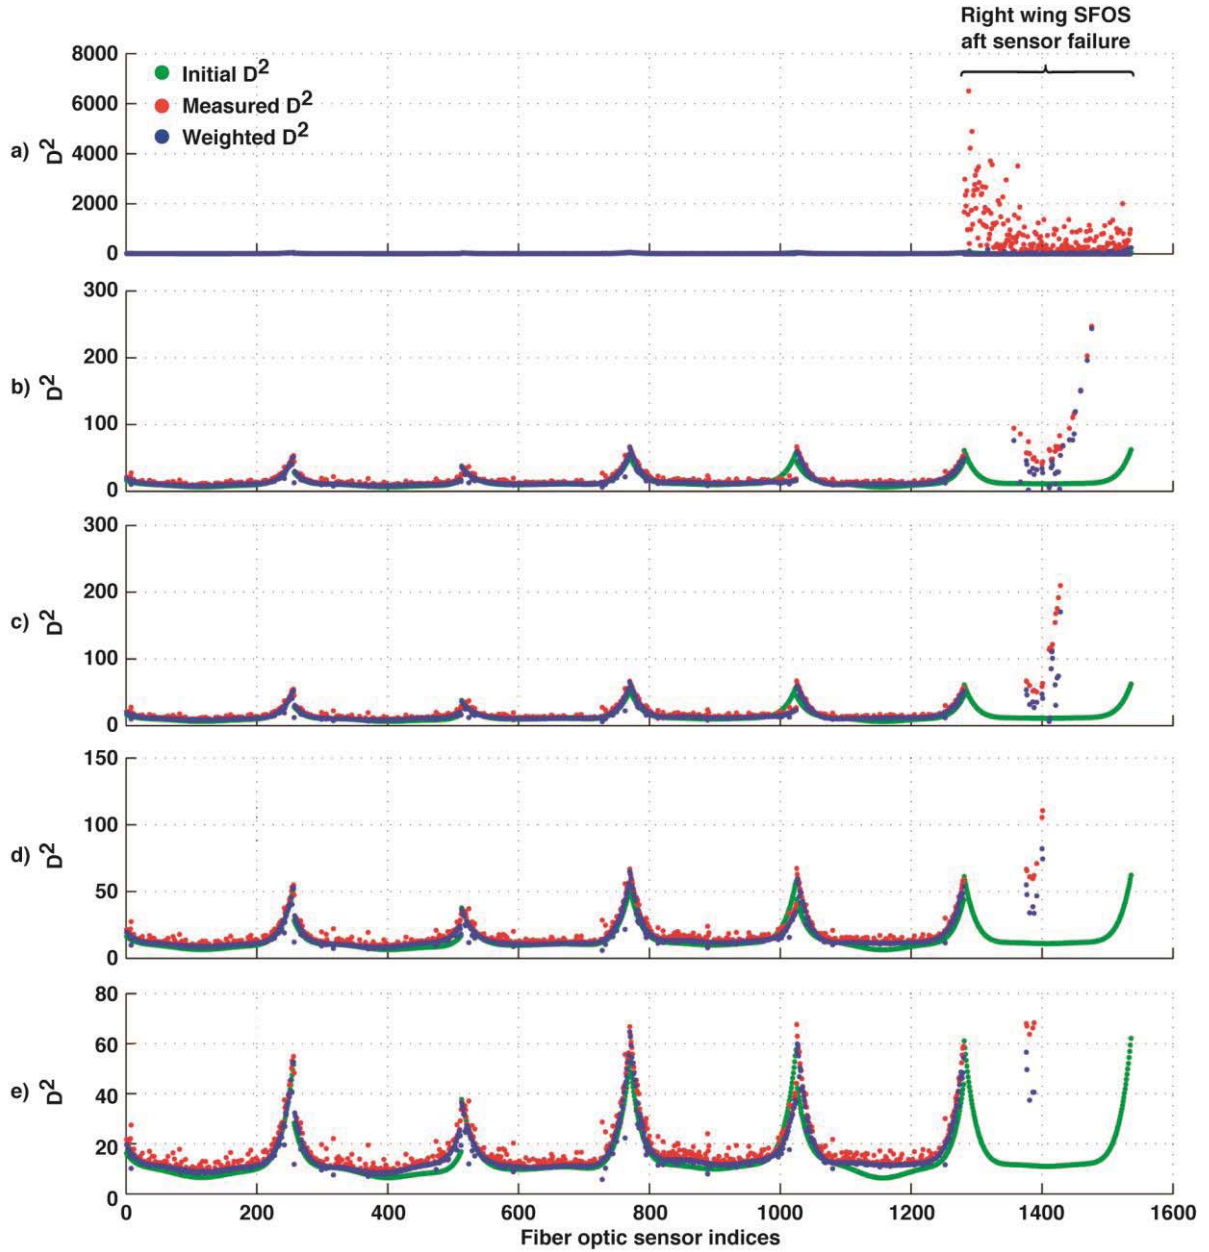 Right wing SFOS
aft sensor failure
8000
6000
4000
2000
0
Initial D²
Measured D²
Weighted D²
a)
D²
300
200
100
0
b)
D²
300
200
100
0
c)
D²
150
100
50
0
d)
D²
80
60
40
20
0
e)
D²
0 200 400 600 800 1000 1200 1400 1600
Fiber optic sensor indices